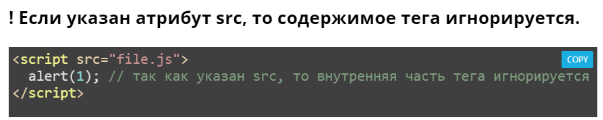 ! Если указан атрибут src, то содержимое тега игнорируется.
<script src="file.js">
COPY
alert(1); // так как указан src, то внутренняя часть тега игнорируется
</script>